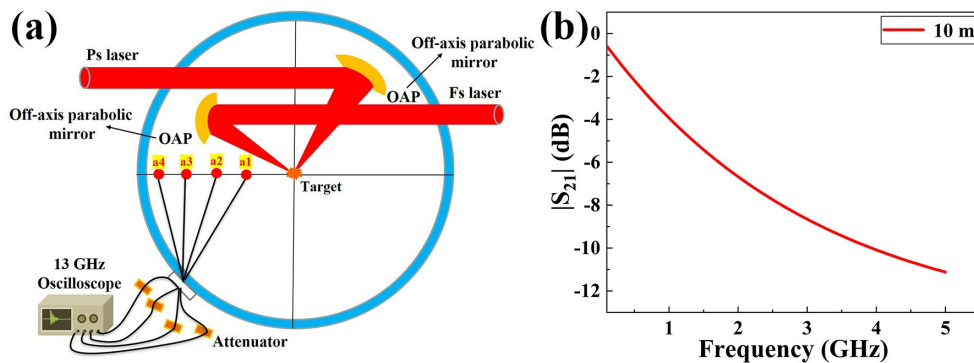 (a)
Ps laser
Off-axis parabolic
mirror
OAP
Fs laser
Off-axis parabolic
mirror
OAP
a4 a3 a2 a1
Target
13 GHz
Oscilloscope
Attenuator
(b)
10 m
0
-2
-4
-6
-8
-10
-12
|S21| (dB)
1 2 3 4 5
Frequency (GHz)